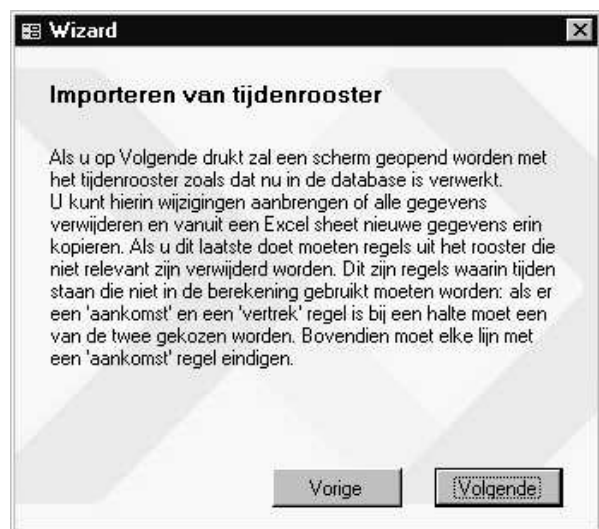 Wizard
Importeren van tijdenrooster
Als u op Volgende drukt zal een scherm geopend worden met
het tijdenrooster zoals dat nu in de database is verwerkt.
U kunt hierin wijzigingen aanbrengen of alle gegevens
verwijderen en vanuit een Excel sheet nieuwe gegevens erin
kopieren. Als u dit laatste doet moeten regels uit het rooster die
niet relevant zijn verwijderd worden. Dit zijn regels waarin tijden
staan die niet in de berekening gebruikt moeten worden: als er
een 'aankomst' en een 'vertrek' regel is bij een halte moet een
van de twee gekozen worden. Bovendien moet elke lijn met
een 'aankomst' regel eindigen.
Vorige
Volgende